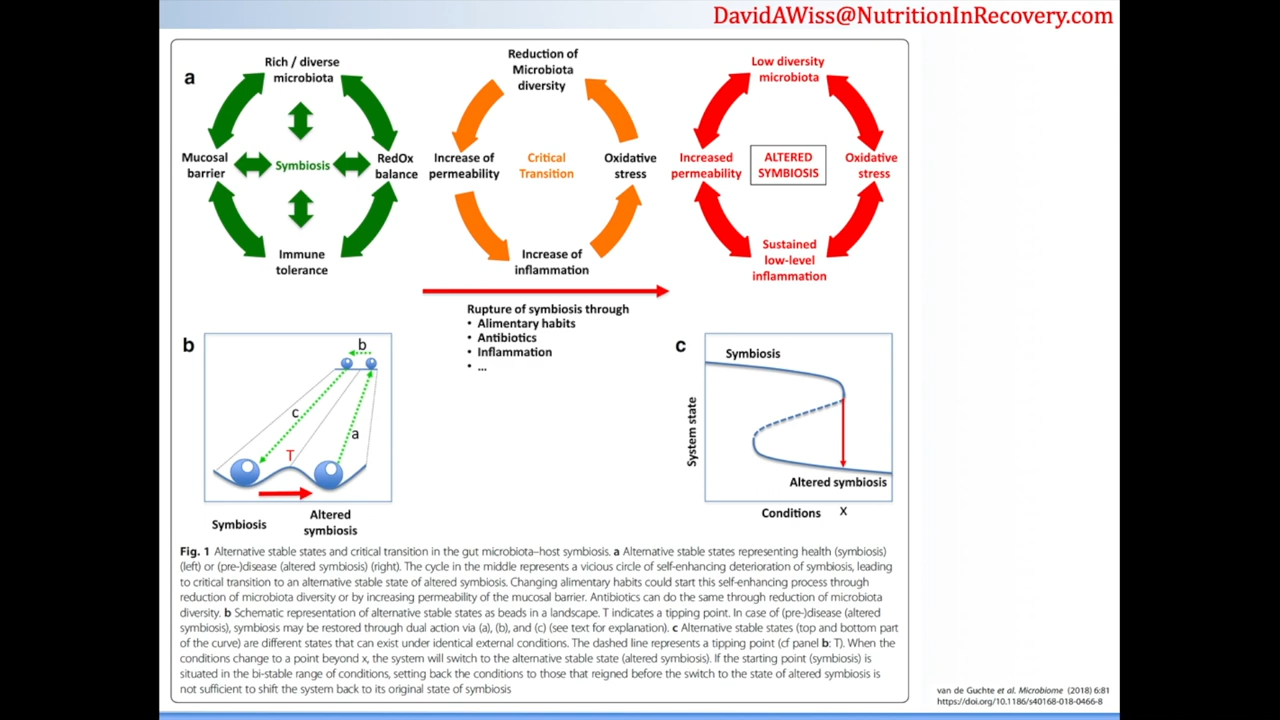 DavidAWiss@NutritionInRecovery.com
a
Rich / diverse
microbiota
Mucosal
barrier
Symbiosis
RedOx
balance
Immune
tolerance
Reduction of
Microbiota
diversity
Increase of
permeability
Critical
Transition
Oxidative
stress
Increase of
inflammation
Low diversity
microbiota
Increased
permeability
ALTERED
SYMBIOSIS
Oxidative
stress
Sustained
low-level
inflammation
Rupture of symbiosis through
• Alimentary habits
• Antibiotics
• Inflammation
• ...
b
b
c
a
T
Symbiosis
Altered
symbiosis
c
Symbiosis
System state
Altered symbiosis
Conditions X
Fig. 1 Alternative stable states and critical transition in the gut microbiota–host symbiosis. a Alternative stable states representing health (symbiosis)
(left) or (pre-)disease (altered symbiosis) (right). The cycle in the middle represents a vicious circle of self-enhancing deterioration of symbiosis, leading
to critical transition to an alternative stable state of altered symbiosis. Changing alimentary habits could start this self-enhancing process through
reduction of microbiota diversity or by increasing permeability of the mucosal barrier. Antibiotics can do the same through reduction of microbiota
diversity. b Schematic representation of alternative stable states as beads in a landscape. T indicates a tipping point. In case of (pre-)disease (altered
symbiosis), symbiosis may be restored through dual action via (a), (b), and (c) (see text for explanation). c Alternative stable states (top and bottom part
of the curve) are different states that can exist under identical external conditions. The dashed line represents a tipping point (cf panel b: T). When the
conditions change to a point beyond x, the system will switch to the alternative stable state (altered symbiosis). If the starting point (symbiosis) is
situated in the bi-stable range of conditions, setting back the conditions to those that reigned before the switch to the state of altered symbiosis is
not sufficient to shift the system back to its original state of symbiosis
van de Guchte et al. Microbiome (2018) 6:81
https://doi.org/10.1186/s40168-018-0466-8